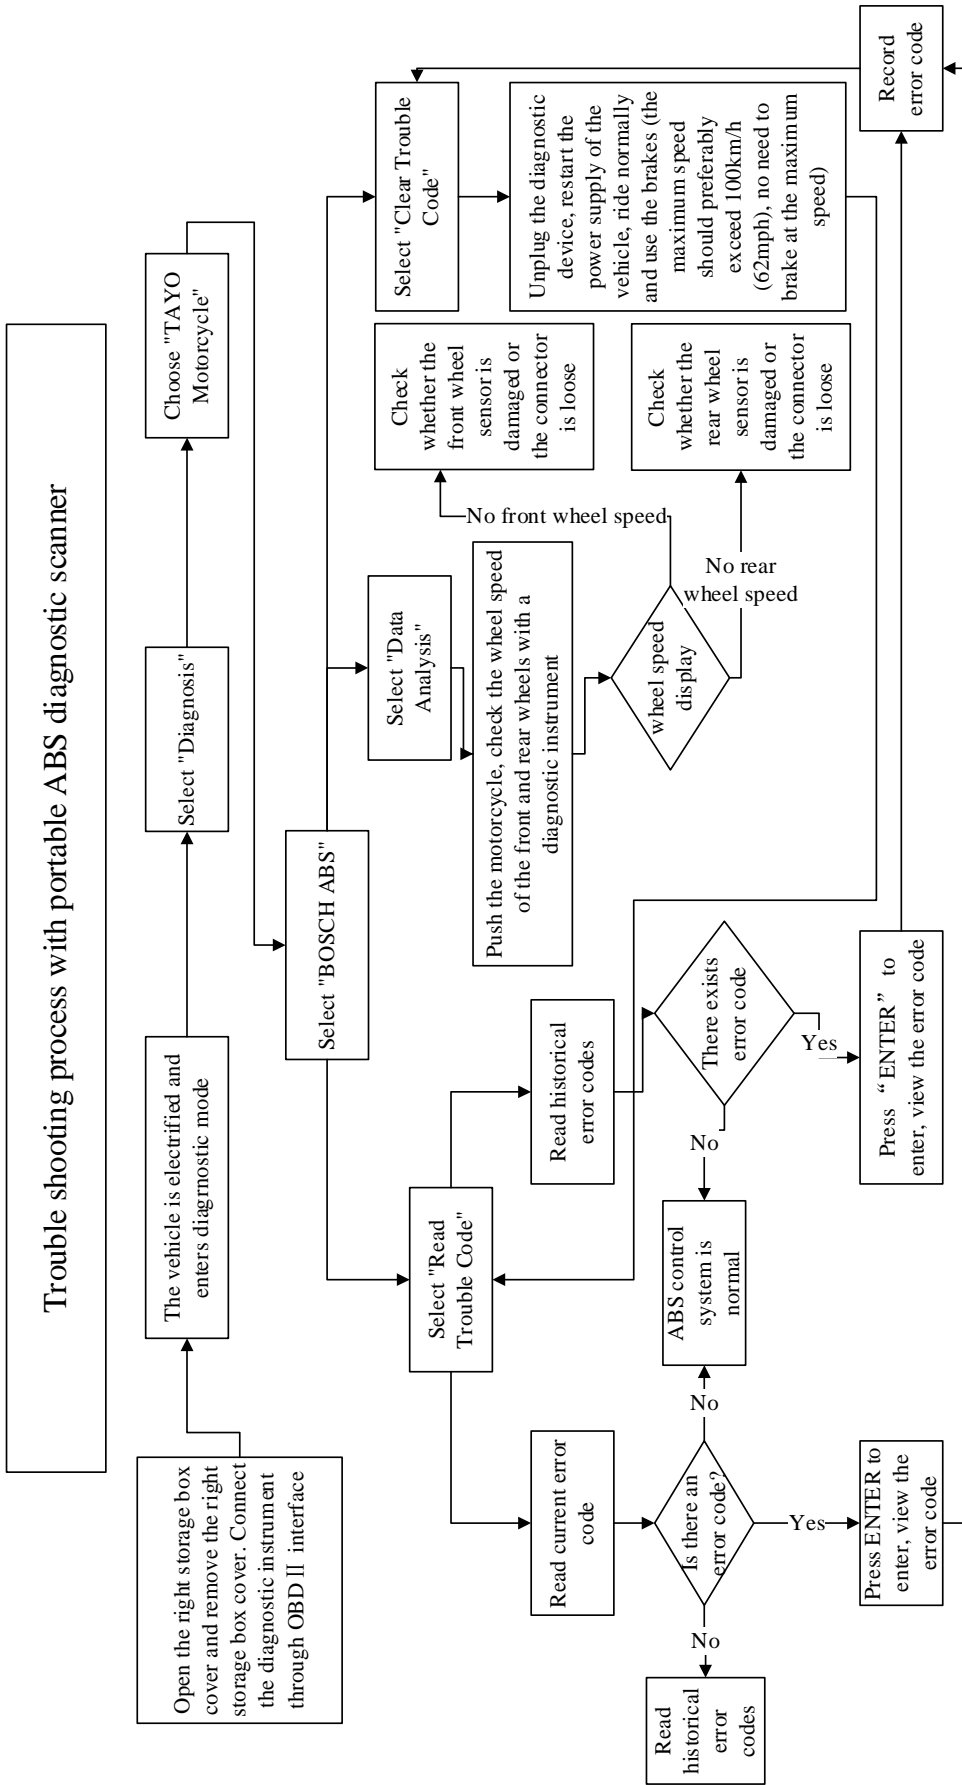 Trouble shooting process with portable ABS diagnostic scanner
Open the right storage box
cover and remove the right
storage box cover. Connect
the diagnostic instrument
through OBD II interface
The vehicle is electrified and
enters diagnostic mode
Select "Diagnosis"
Choose "TAYO
Motorcycle"
Select "BOSCH ABS"
Select "Read
Trouble Code"
Select "Data
Analysis"
Select "Clear Trouble
Code"
Read current error
code
Read historical
error codes
Push the motorcycle, check the wheel speed
of the front and rear wheels with a
diagnostic instrument
No front wheel speed
Check
whether the
front wheel
sensor is
damaged or
the connector
is loose
Unplug the diagnostic
device, restart the
power supply of the
vehicle, ride normally
and use the brakes (the
maximum speed
should preferably
exceed 100km/h
(62mph), no need to
brake at the maximum
speed)
Read
historical
error
codes
No
Is there an
error code?
No
ABS control
system is
normal
No
There exists
error code
wheel speed
display
No rear
wheel speed
Check
whether the
rear wheel
sensor is
damaged or
the connector
is loose
Yes
Yes
Press ENTER to
enter, view the
error code
Press “ENTER” to
enter, view the error code
Record
error code